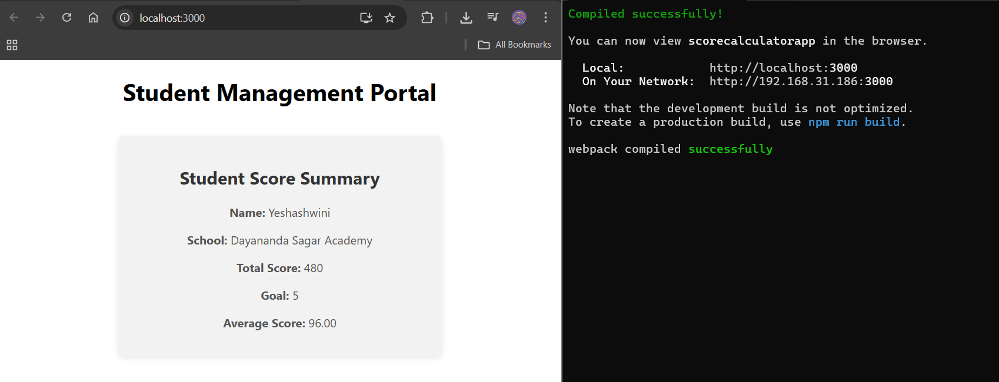 localhost:3000
All Bookmarks
Student Management Portal
Student Score Summary
Name: Yeshashwini
School: Dayananda Sagar Academy
Total Score: 480
Goal: 5
Average Score: 96.00
Compiled successfully!
You can now view scorecalculatorapp in the browser.
Local: http://localhost:3000
On Your Network: http://192.168.31.186:3000
Note that the development build is not optimized.
To create a production build, use npm run build.
webpack compiled successfully